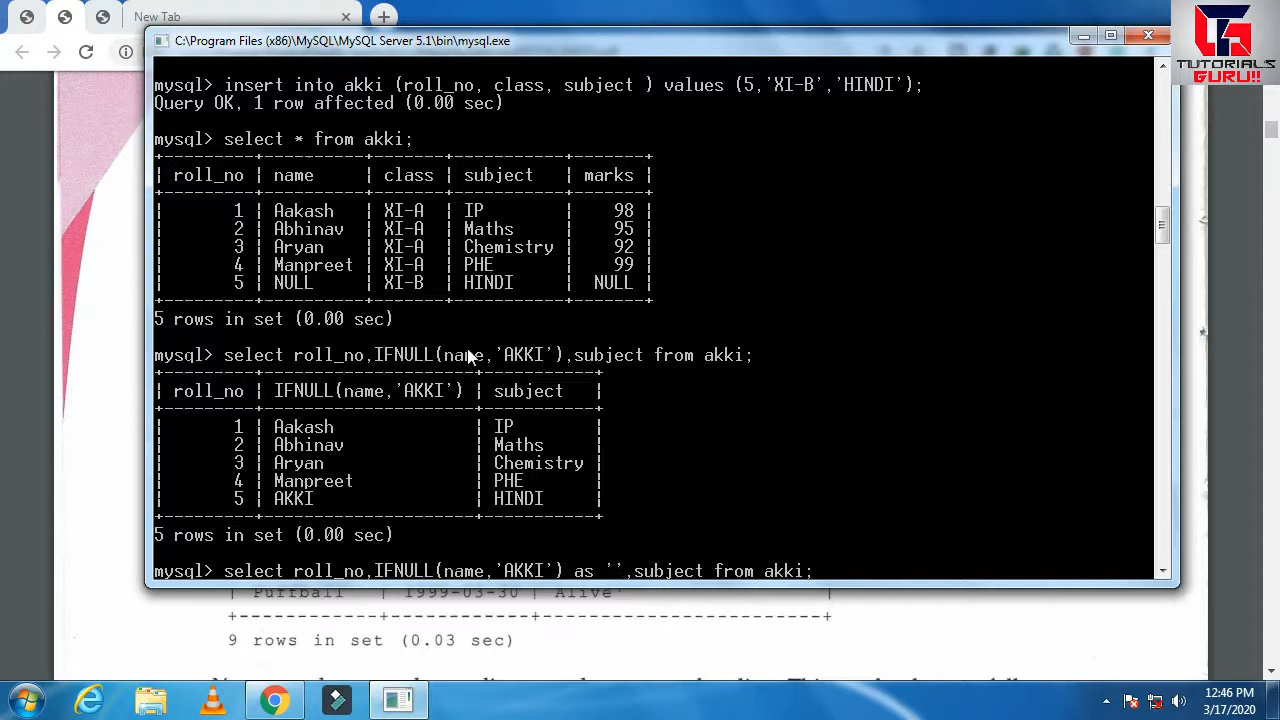 New Tab
C:\Program Files (x86)\MySQL\MySQL Server 5.1\bin\mysql.exe
TUTORIALS
GURU!!
mysql> insert into akki (roll_no, class, subject ) values (5,'XI-B','HINDI');
Query OK, 1 row affected (0.00 sec)
mysql> select * from akki;
| roll_no | name | class | subject | marks |
| 1 | Aakash | XI-A | IP | 98 |
| 2 | Abhinav | XI-A | Maths | 95 |
| 3 | Aryan | XI-A | Chemistry | 92 |
| 4 | Manpreet | XI-A | PHE | 99 |
| 5 | NULL | XI-B | HINDI | NULL |
5 rows in set (0.00 sec)
mysql> select roll_no,IFNULL(name,'AKKI'),subject from akki;
| roll_no | IFNULL(name,'AKKI') | subject |
| 1 | Aakash | IP |
| 2 | Abhinav | Maths |
| 3 | Aryan | Chemistry |
| 4 | Manpreet | PHE |
| 5 | AKKI | HINDI |
5 rows in set (0.00 sec)
mysql> select roll_no,IFNULL(name,'AKKI') as '',subject from akki;
| Puffball | 1999-03-30 | Alive |
9 rows in set (0.03 sec)
12:46 PM
3/17/2020